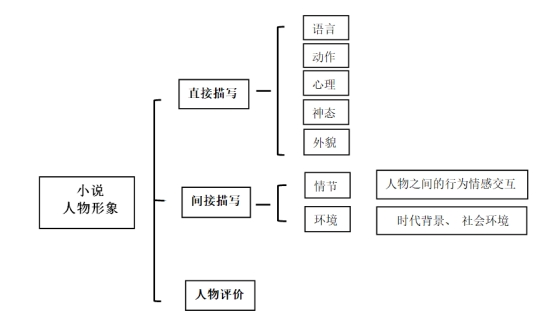 小说
人物形象
直接描写
语言
动作
心理
神态
外貌
间接描写
情节
人物之间的行为情感交互
环境
时代背景、 社会环境
人物评价